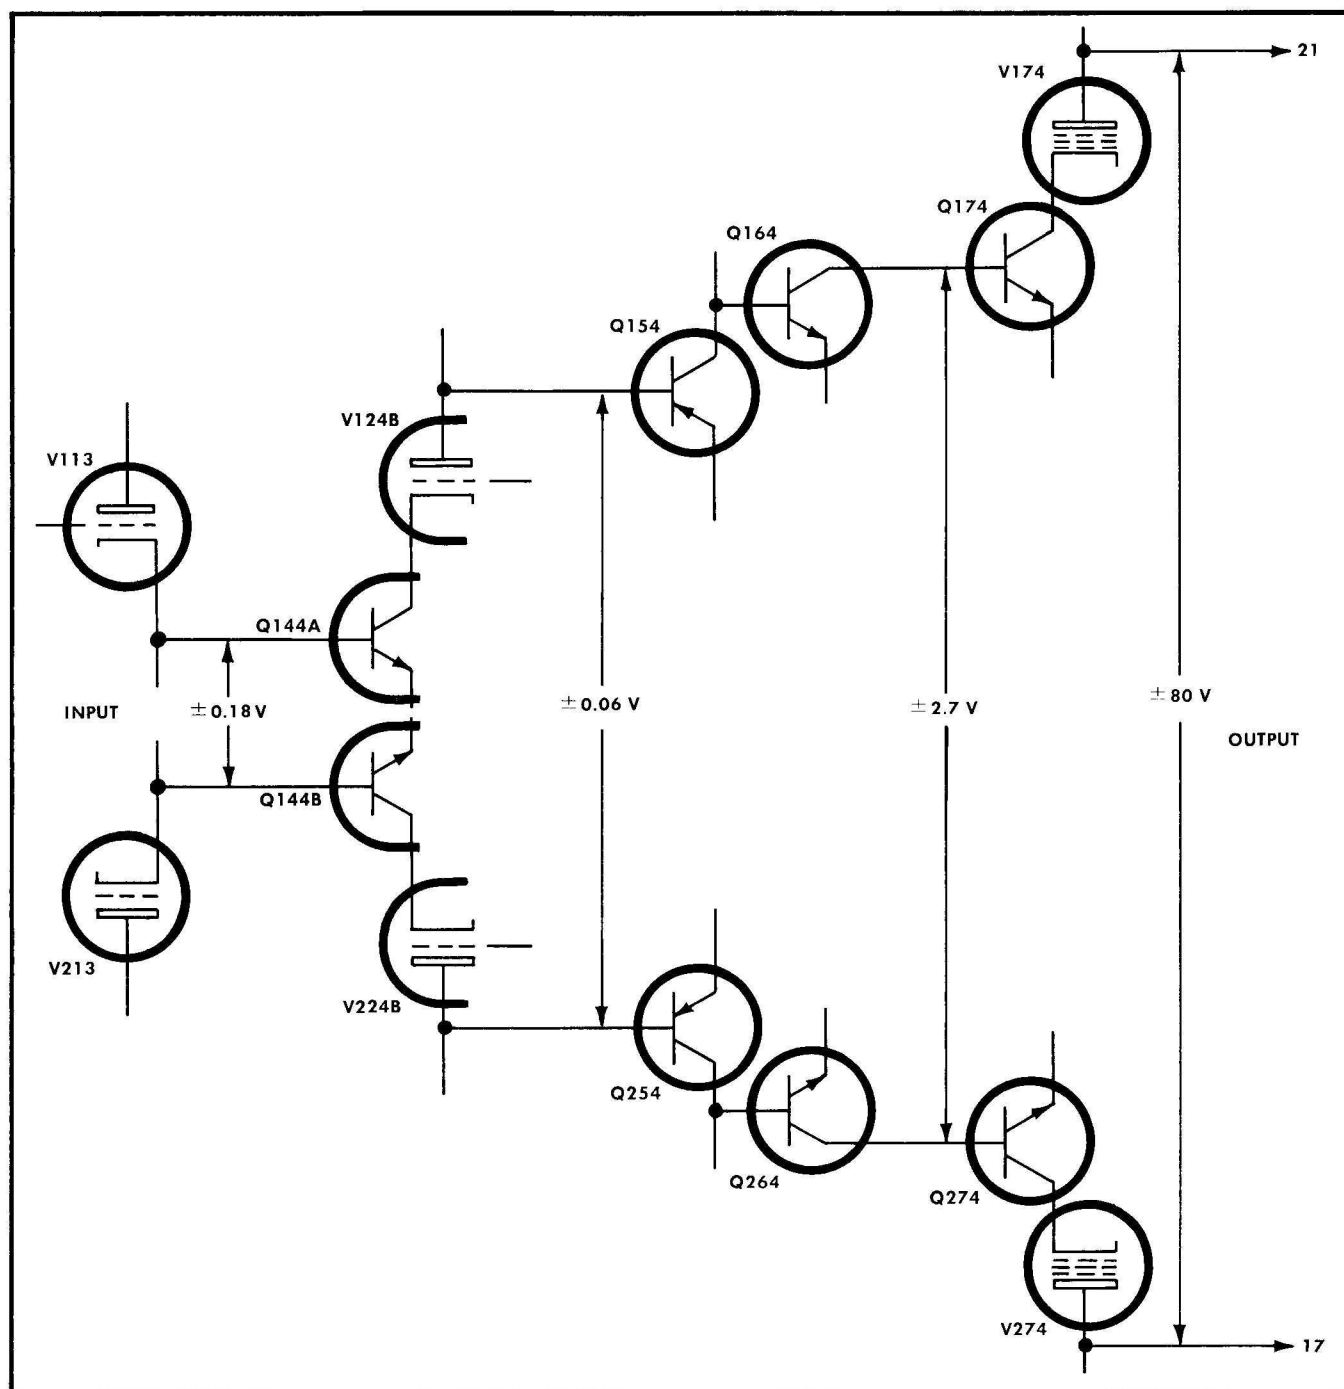 21
V174
Q174
Q164
Q154
V124B
V113
Q144A
INPUT
±0.18 V
±0.06 V
±2.7 V
±80 V
OUTPUT
Q144B
V213
V224B
Q254
Q264
Q274
V274
17